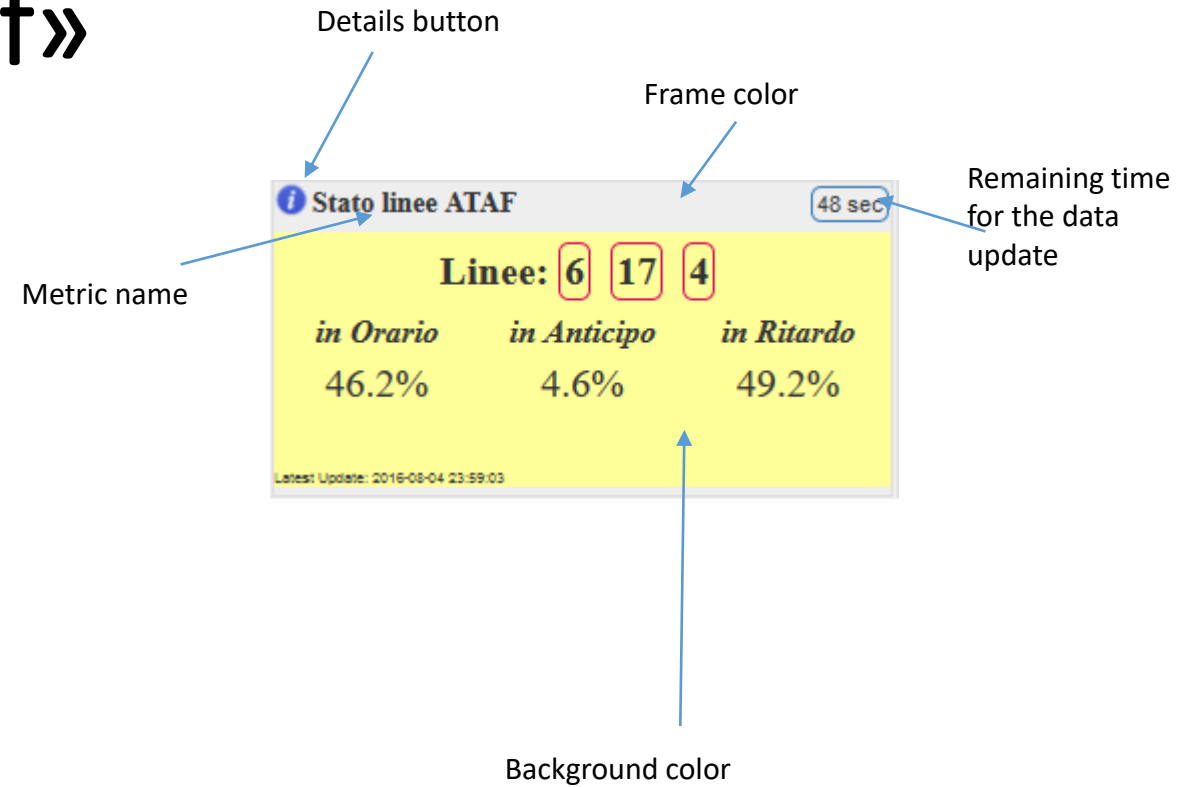 t»
Details button
Frame color
Remaining time
for the data
update
Stato linee ATAF
48 sec
Metric name
Linee: 6 17 4
in Orario in Anticipo in Ritardo
46.2% 4.6% 49.2%
Latest Update: 2016-08-04 23:59:03
Background color